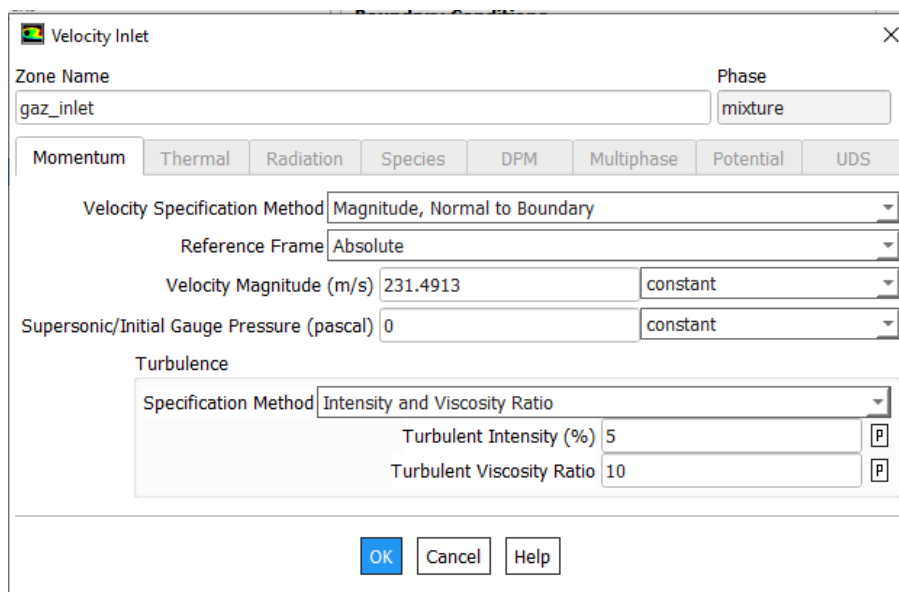 Velocity Inlet
Zone Name
Phase
gaz_inlet
mixture
Momentum Thermal Radiation Species DPM Multiphase Potential UDS
Velocity Specification Method Magnitude, Normal to Boundary
Reference Frame Absolute
Velocity Magnitude (m/s) 231.4913 constant
Supersonic/Initial Gauge Pressure (pascal) 0 constant
Turbulence
Specification Method Intensity and Viscosity Ratio
Turbulent Intensity (%) 5 P
Turbulent Viscosity Ratio 10 P
OK Cancel Help